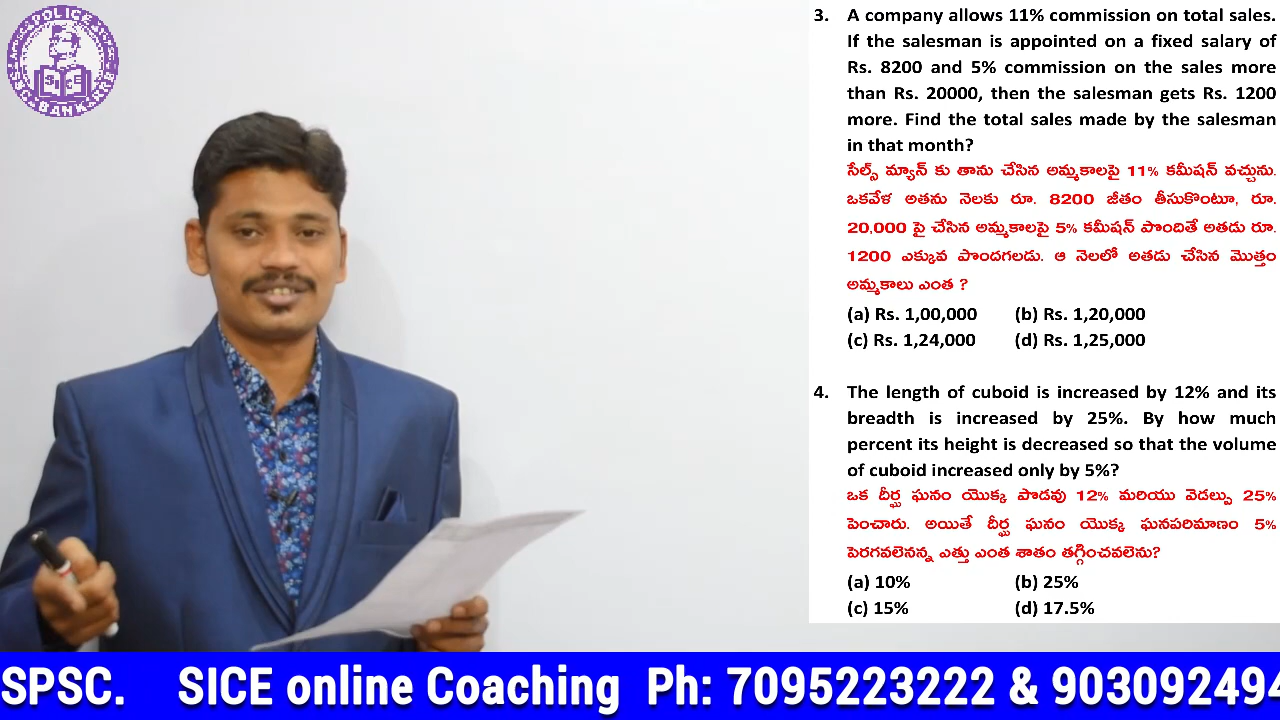 POLICE
BANKING
3. A company allows 11% commission on total sales.
If the salesman is appointed on a fixed salary of
Rs. 8200 and 5% commission on the sales more
than Rs. 20000, then the salesman gets Rs. 1200
more. Find the total sales made by the salesman
in that month?
సేల్స్ మ్యాన్ కు తాను చేసిన అమ్మకాలపై 11% కమీషన్ వచ్చును.
ఒకవేళ అతను నెలకు రూ. 8200 జీతం తీసుకొంటూ, రూ.
20,000 పై చేసిన అమ్మకాలపై 5% కమీషన్ పొందితే అతడు రూ.
1200 ఎక్కువ పొందగలడు. ఆ నెలలో అతడు చేసిన మొత్తం
అమ్మకాలు ఎంత ?
(a) Rs. 1,00,000 (b) Rs. 1,20,000
(c) Rs. 1,24,000 (d) Rs. 1,25,000
4. The length of cuboid is increased by 12% and its
breadth is increased by 25%. By how much
percent its height is decreased so that the volume
of cuboid increased only by 5%?
ఒక దీర్ఘ ఘనం యొక్క పొడవు 12% మరియు వెడల్పు 25%
పెంచారు. అయితే దీర్ఘ ఘనం యొక్క ఘనపరిమాణం 5%
పెరగవలెనన్న ఎత్తు ఎంత శాతం తగ్గించవలెను?
(a) 10% (b) 25%
(c) 15% (d) 17.5%
SPSC. SICE online Coaching Ph: 7095223222 & 903092494